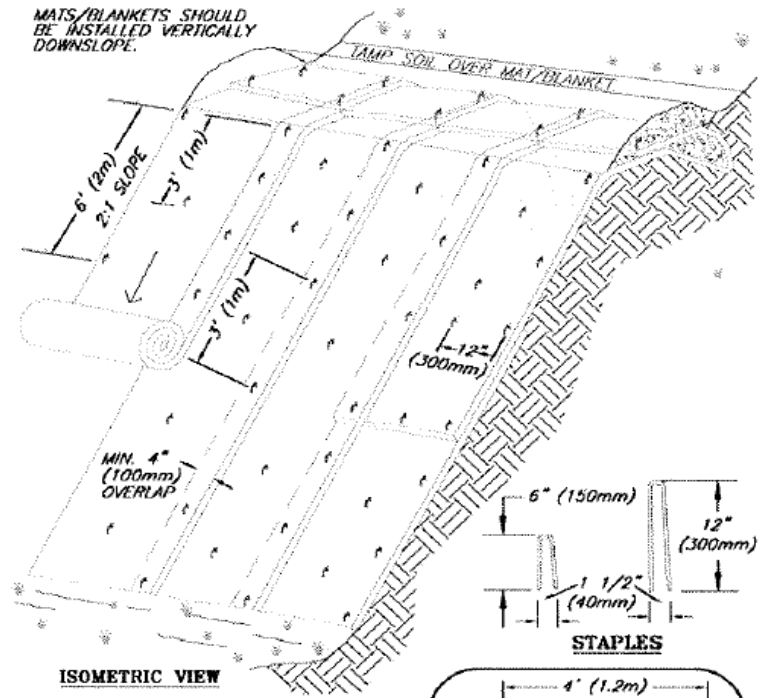 MATS/BLANKETS SHOULD
BE INSTALLED VERTICALLY
DOWNSLOPE.
TAMP SOIL OVER MAT/BLANKET
6' (2m)
2:1 SLOPE
3' (1m)
3' (1m)
12"
(300mm)
MIN. 4"
(100mm)
OVERLAP
6" (150mm)
12"
(300mm)
1 1/2"
(40mm)
STAPLES
ISOMETRIC VIEW
4' (1.2m)